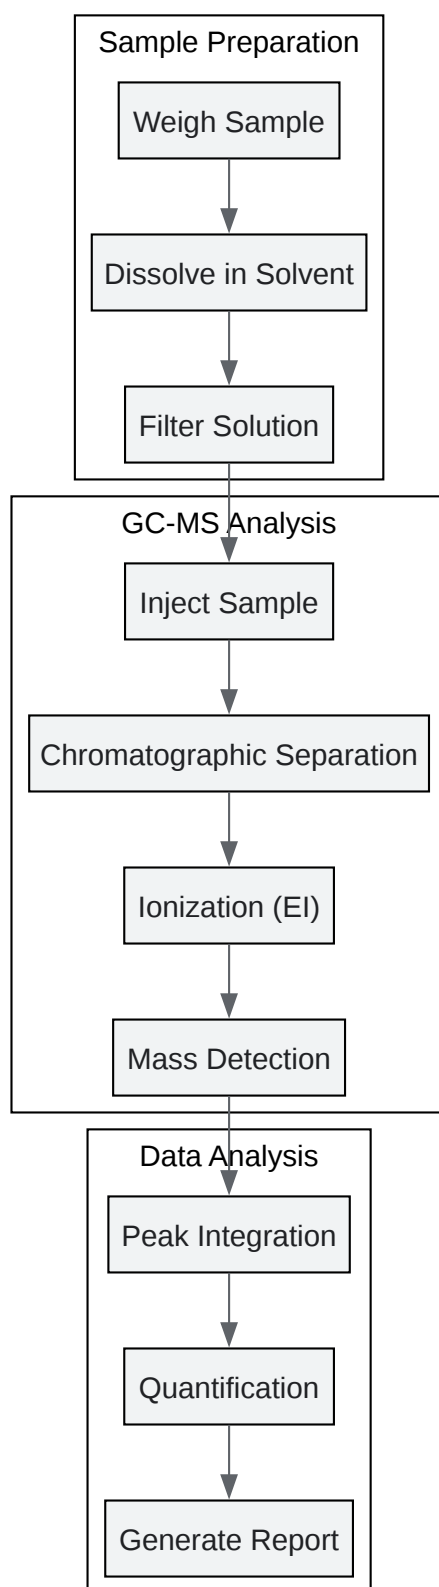 Sample Preparation
Weigh Sample
Dissolve in Solvent
Filter Solution
GC-MS Analysis
Inject Sample
Chromatographic Separation
Ionization (EI)
Mass Detection
Data Analysis
Peak Integration
Quantification
Generate Report